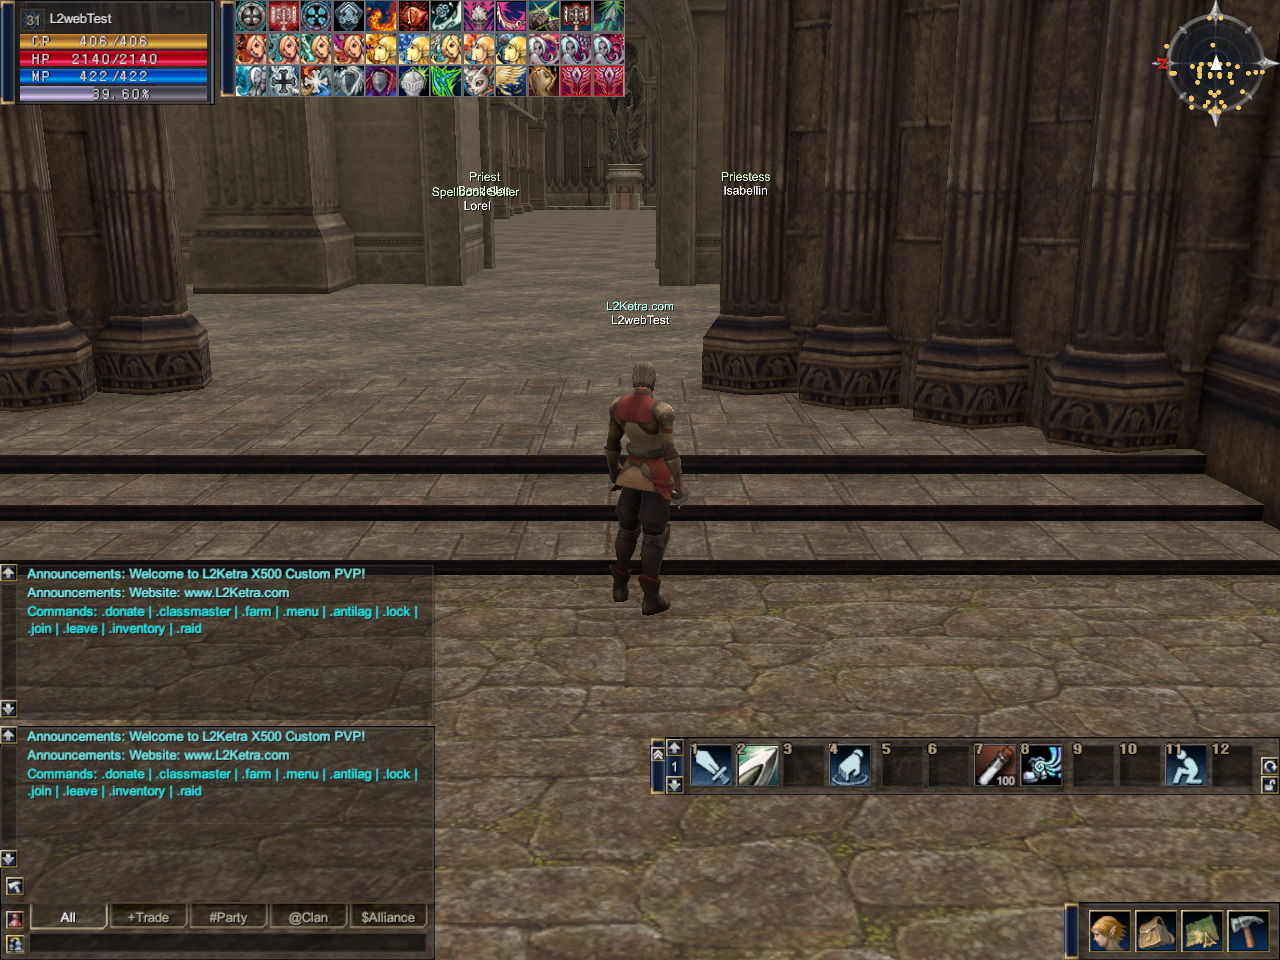 31 L2webTest
CP 406/406
HP 2140/2140
MP 422/422
39.60%
Priest
Spellbook Seller
Lorel
Priestess
Isabellin
L2Ketra.com
L2webTest
Announcements: Welcome to L2Ketra X500 Custom PVP!
Announcements: Website: www.L2Ketra.com
Commands: .donate | .classmaster | .farm | .menu | .antilag | .lock |
.join | .leave | .inventory | .raid
Announcements: Welcome to L2Ketra X500 Custom PVP!
Announcements: Website: www.L2Ketra.com
Commands: .donate | .classmaster | .farm | .menu | .antilag | .lock |
.join | .leave | .inventory | .raid
All +Trade #Party @Clan $Alliance
1
1 2 3 4 5 6 7 8 9 10 11 12
100